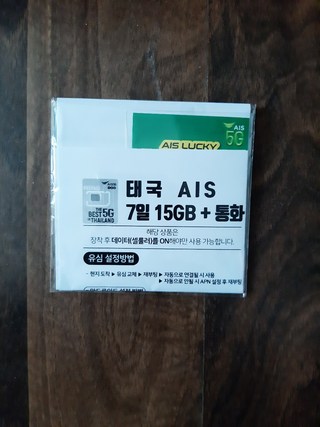 AIS
5G
AIS LUCKY
THE
BEST 5G
IN THAILAND
태국 AIS
7일 15GB + 통화
해당 상품은
장착 후 데이터(셀룰러)를 ON해야만 사용 가능합니다.
유심 설정방법
- 현지 도착 ▶ 유심 교체 ▶ 재부팅 ▶ 자동으로 연결될 시 사용
▶ 자동으로 안될 시 APN 설정 후 재부팅